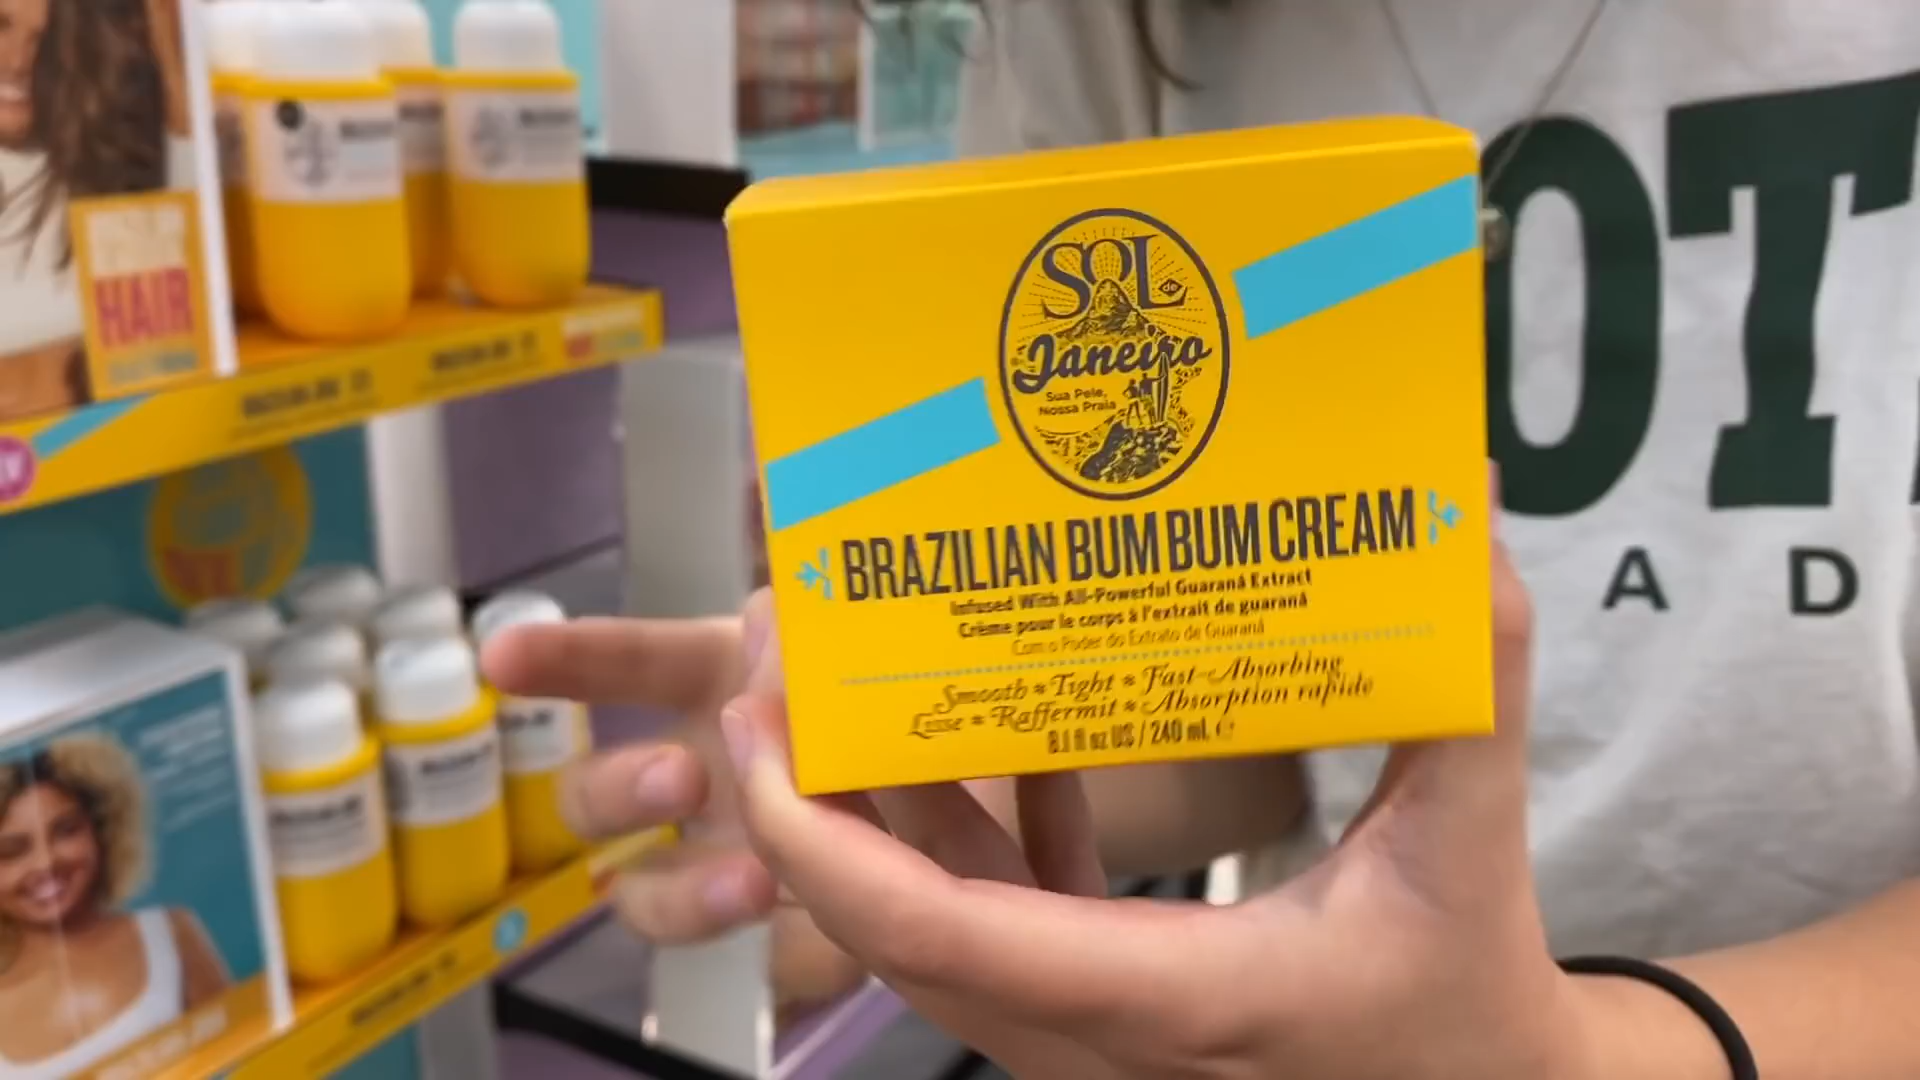 SOL
de
Janeiro
Sua Pele,
Nossa Praia
BRAZILIAN BUM BUM CREAM
Infused With All-Powerful Guaraná Extract
Crème pour le corps à l'extrait de guaraná
Com o Poder do Extrato de Guaraná
Smooth * Tight * Fast-Absorbing
Lisse * Raffermit * Absorption rapide
8.1 fl oz US / 240 mL e
HAIR
OT
A D